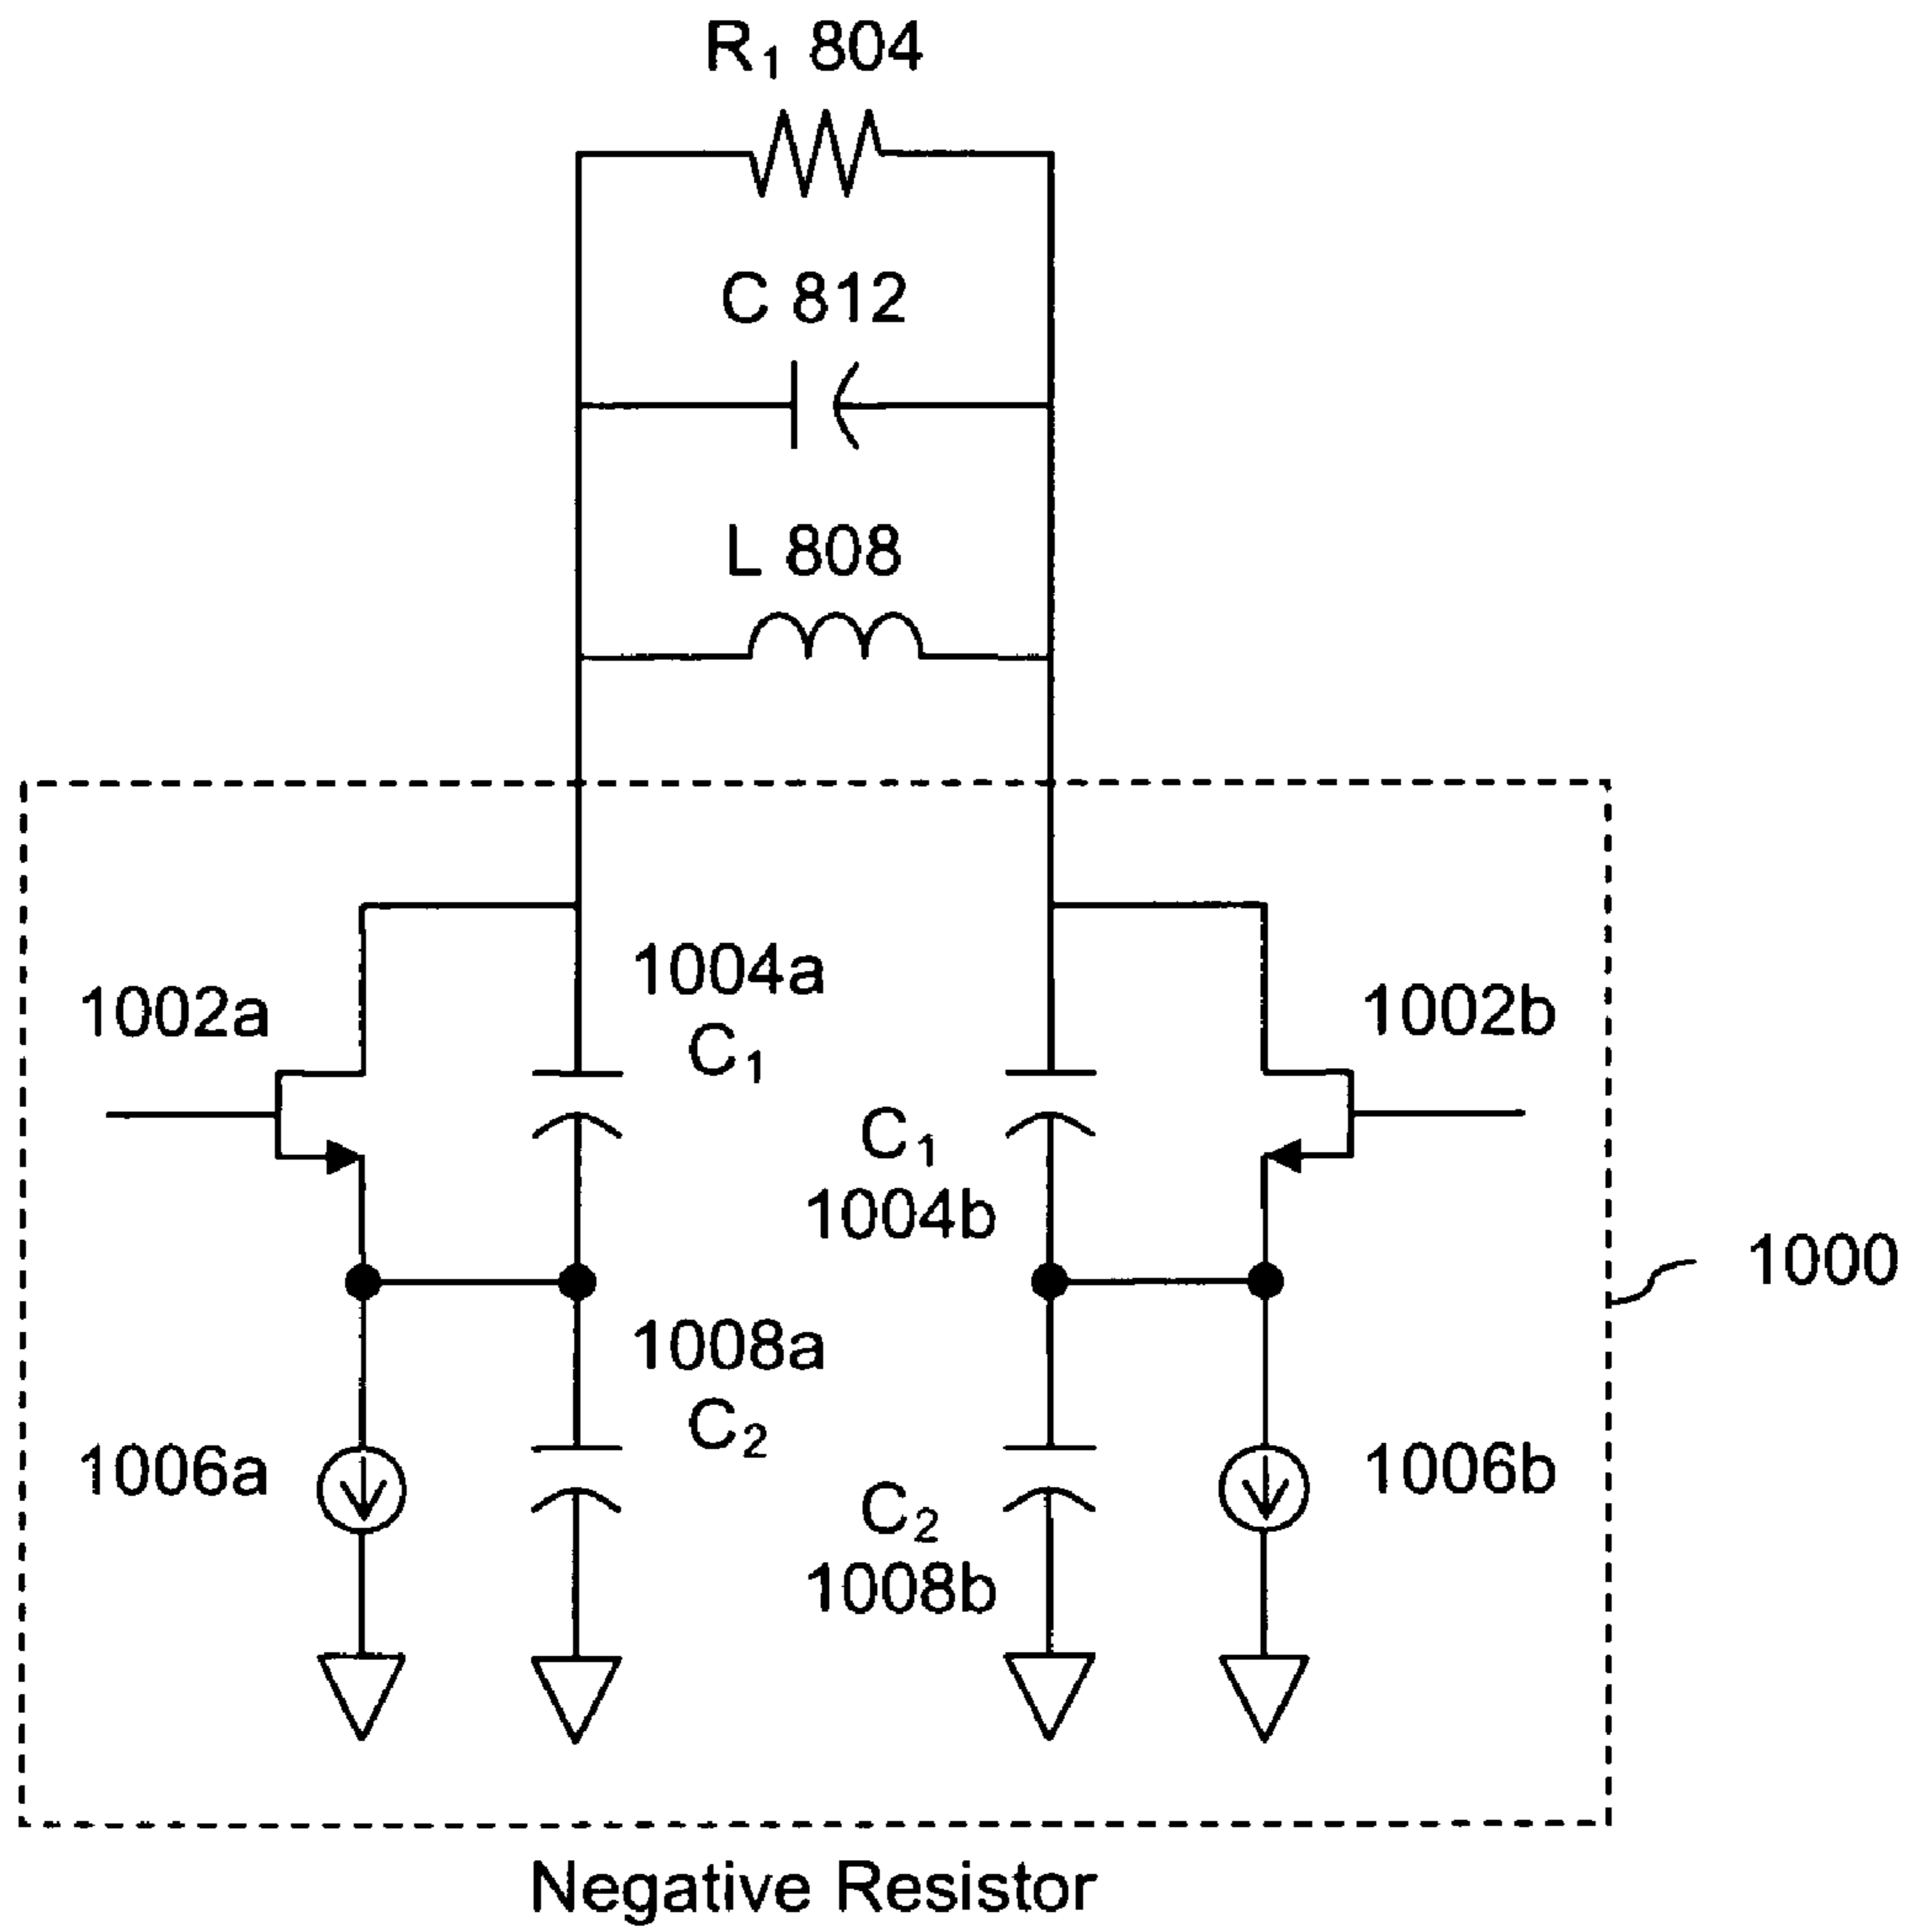 R1 804
C 812
L 808
1004a
C1
1002a
1002b
C1
1004b
1000
1008a
C2
1006a
1006b
C2
1008b
Negative Resistor